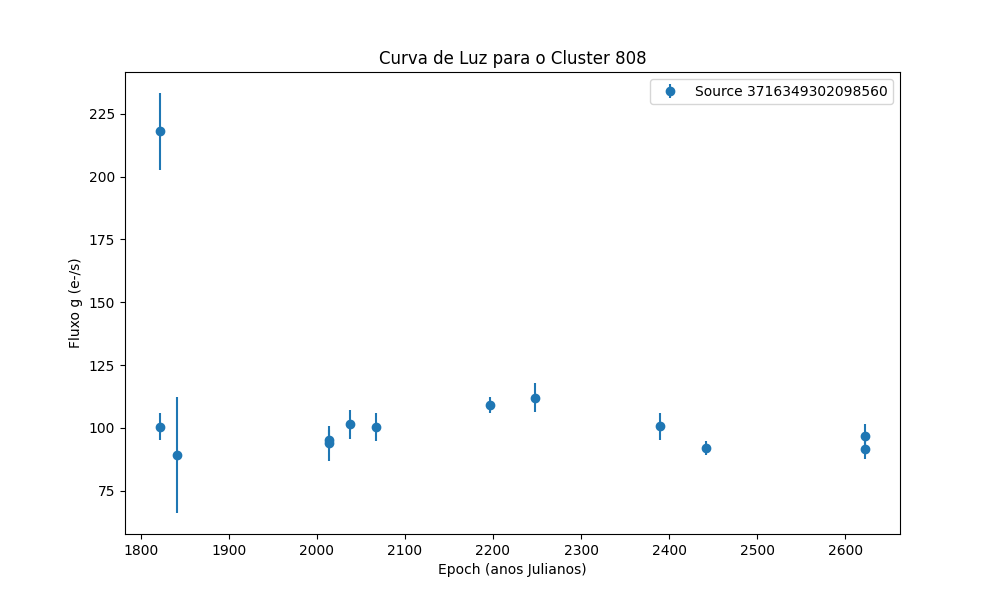 Curva de Luz para o Cluster 808
Source 3716349302098560
Fluxo g (e-/s)
225
200
175
150
125
100
75
1800 1900 2000 2100 2200 2300 2400 2500 2600
Epoch (anos Julianos)